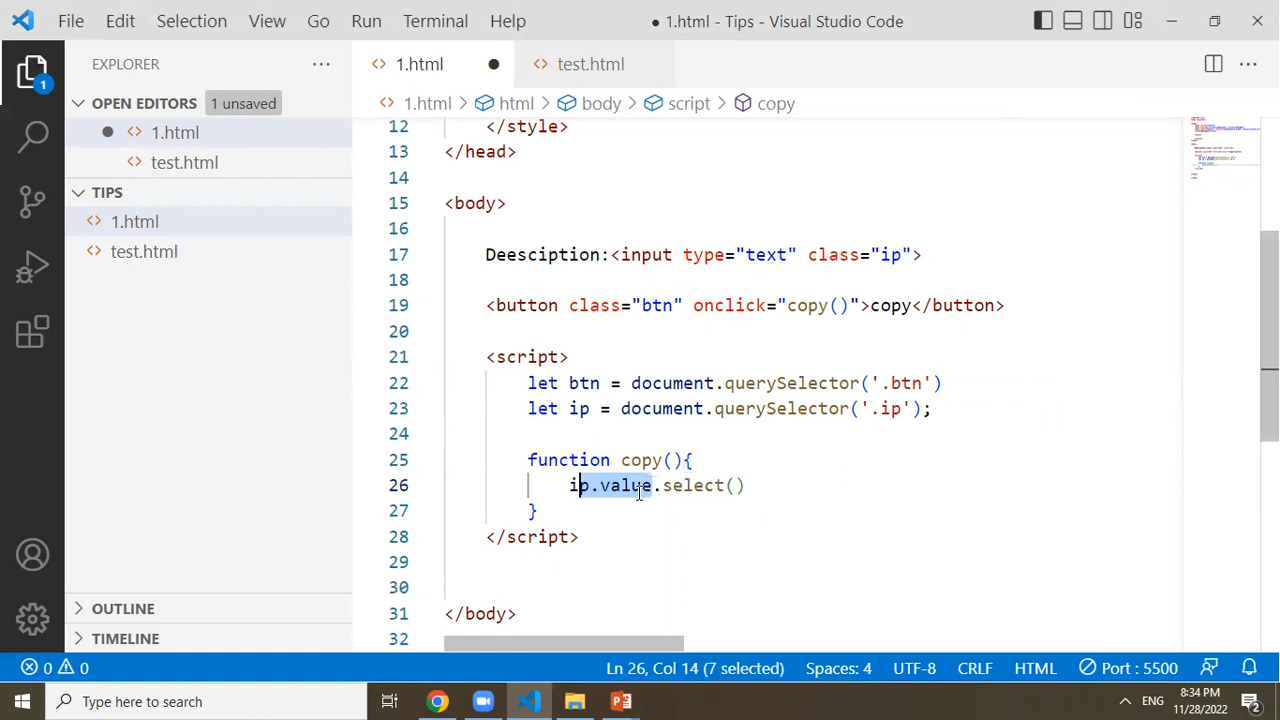 File Edit Selection View Go Run Terminal Help ● 1.html - Tips - Visual Studio Code
EXPLORER ···
1.html ● test.html
1
OPEN EDITORS 1 unsaved
1.html > html > body > script > copy
● 1.html
test.html
TIPS
1.html
test.html
OUTLINE
TIMELINE
12 </style>
13 </head>
14
15 <body>
16
17 Deesciption:<input type="text" class="ip">
18
19 <button class="btn" onclick="copy()">copy</button>
20
21 <script>
22 let btn = document.querySelector('.btn')
23 let ip = document.querySelector('.ip');
24
25 function copy(){
26 ip.value.select()
27 }
28 </script>
29
30
31 </body>
32
0 0 Ln 26, Col 14 (7 selected) Spaces: 4 UTF-8 CRLF HTML Port : 5500
Type here to search ENG 8:34 PM
11/28/2022 2